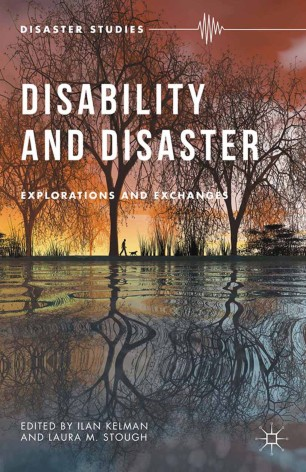 DISASTER STUDIES
DISABILITY
AND DISASTER
EXPLORATIONS AND EXCHANGES
EDITED BY ILAN KELMAN
AND LAURA M. STOUGH